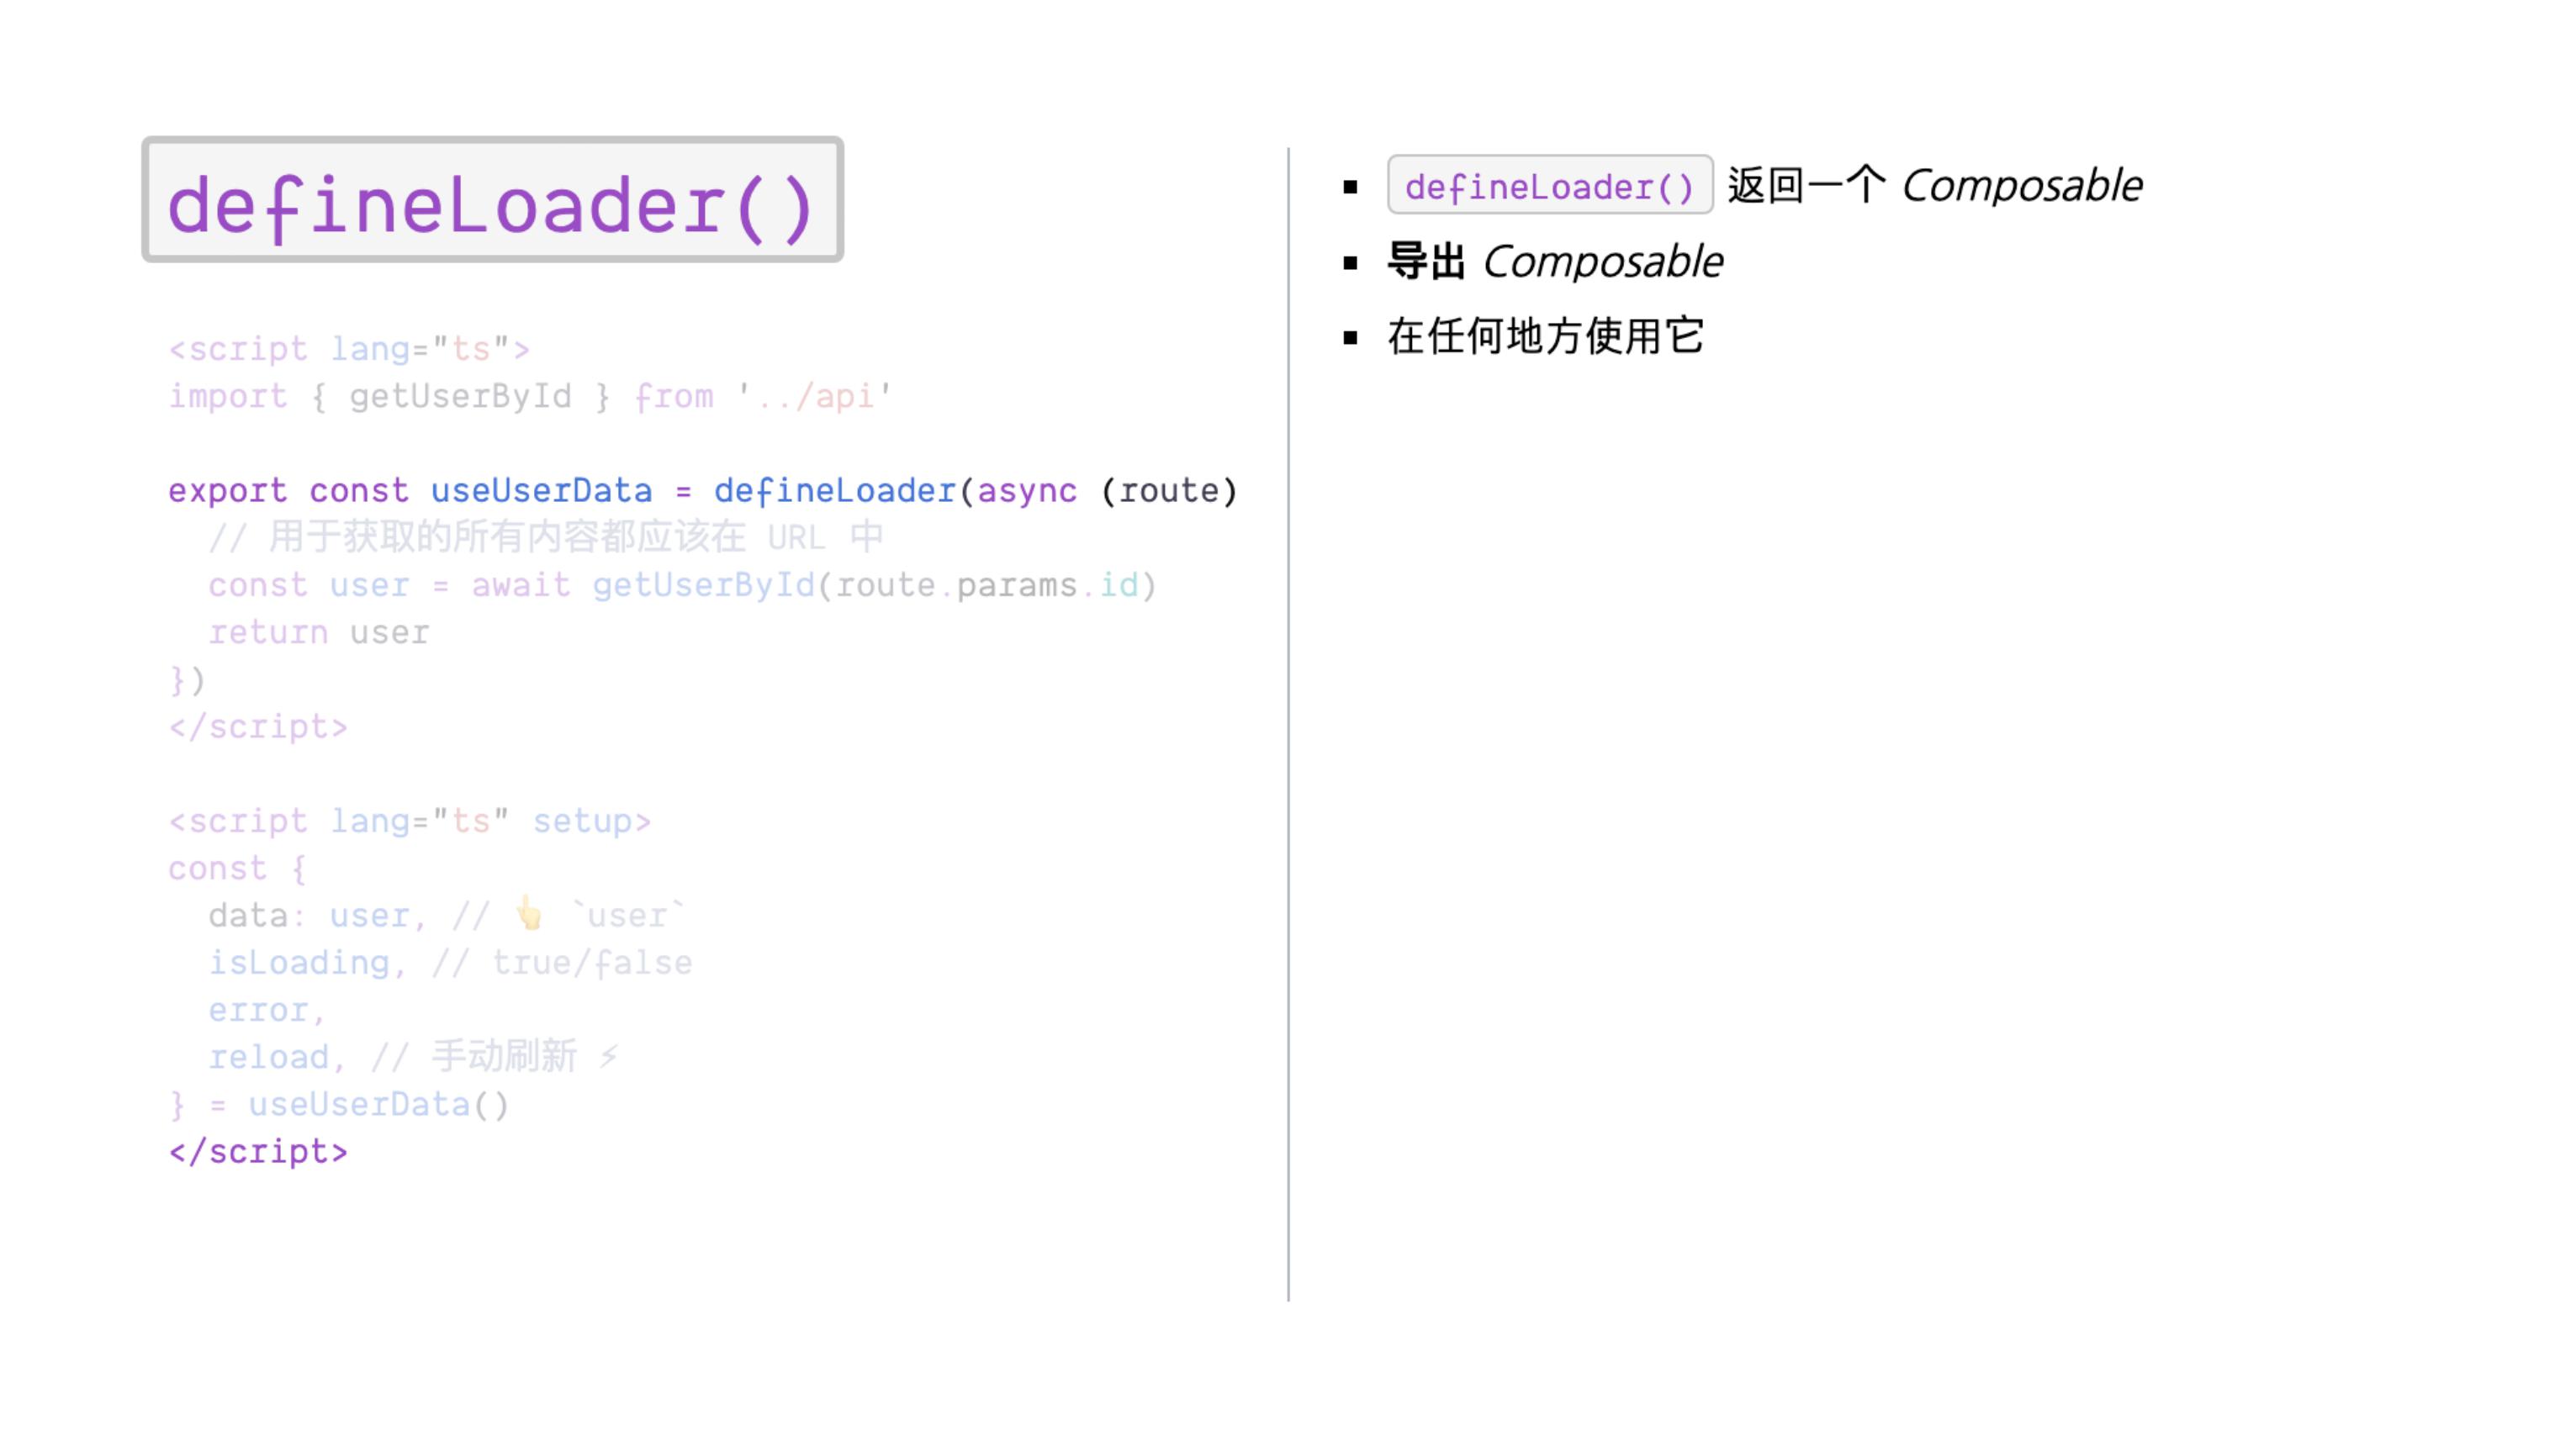 defineLoader()
<script lang="ts">
import { getUserById } from '../api'
export const useUserData = defineLoader(async (route)
// 用于获取的所有内容都应该在 URL 中
const user = await getUserById(route.params.id)
return user
})
</script>
<script lang="ts" setup>
const {
data: user, // 👆 `user`
isLoading, // true/false
error,
reload, // 手动刷新 ⚡
} = useUserData()
</script>
▪ defineLoader() 返回一个 Composable
▪ 导出 Composable
▪ 在任何地方使用它